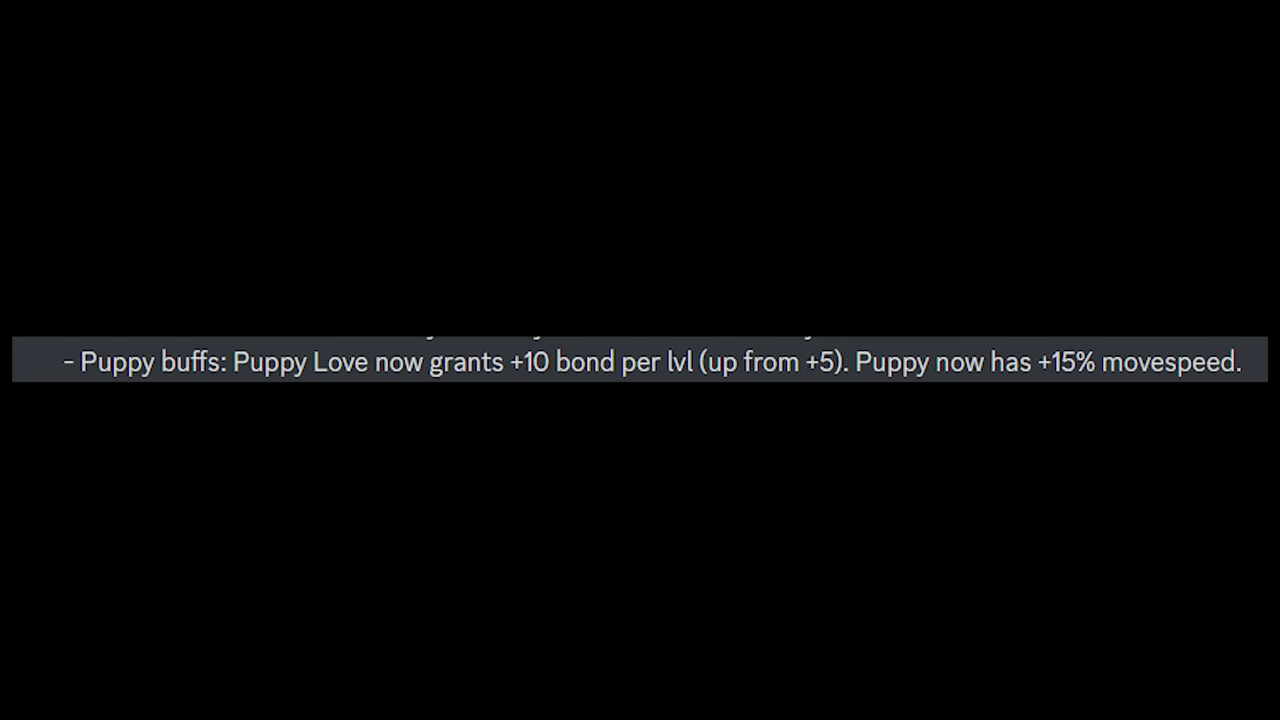 - Puppy buffs: Puppy Love now grants +10 bond per lvl (up from +5). Puppy now has +15% movespeed.